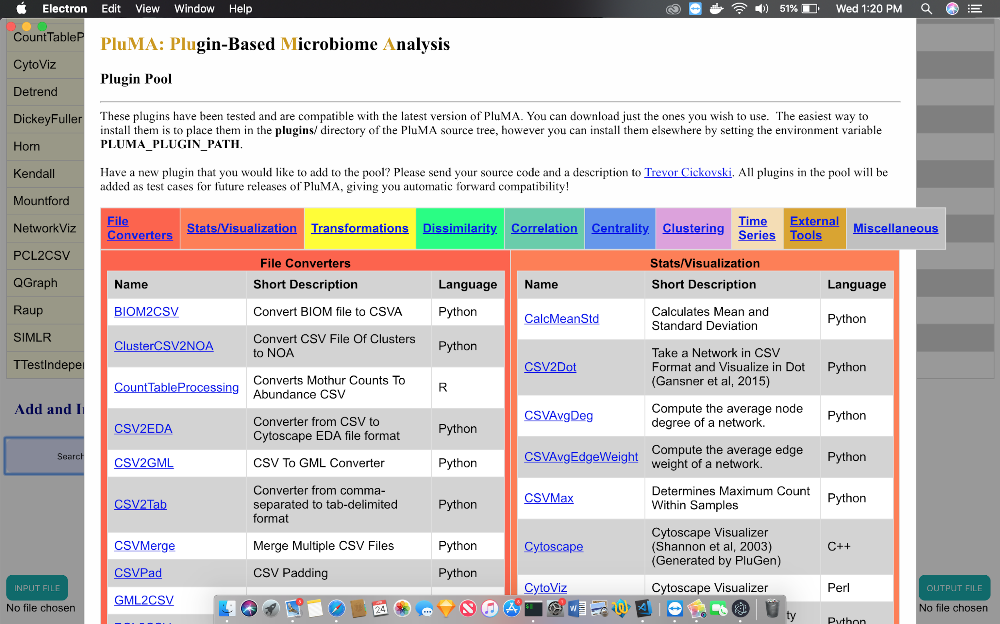 Electron Edit View Window Help 51% Wed 1:20 PM
CountTableP
CytoViz
Detrend
DickeyFuller
Horn
Kendall
Mountford
NetworkViz
PCL2CSV
QGraph
Raup
SIMLR
TTestIndepe
Add and I
Search
INPUT FILE
No file chosen
PluMA: Plugin-Based Microbiome Analysis
Plugin Pool
These plugins have been tested and are compatible with the latest version of PluMA. You can download just the ones you wish to use. The easiest way to
install them is to place them in the plugins/ directory of the PluMA source tree, however you can install them elsewhere by setting the environment variable
PLUMA_PLUGIN_PATH.
Have a new plugin that you would like to add to the pool? Please send your source code and a description to Trevor Cickovski. All plugins in the pool will be
added as test cases for future releases of PluMA, giving you automatic forward compatibility!
File
Converters
Stats/Visualization
Transformations
Dissimilarity
Correlation
Centrality
Clustering
Time
Series
External
Tools
Miscellaneous
File Converters
Name Short Description Language
BIOM2CSV Convert BIOM file to CSVA Python
ClusterCSV2NOA Convert CSV File Of Clusters
to NOA Python
CountTableProcessing Converts Mothur Counts To
Abundance CSV R
CSV2EDA Converter from CSV to
Cytoscape EDA file format Python
CSV2GML CSV To GML Converter Python
CSV2Tab Converter from comma-
separated to tab-delimited
format Python
CSVMerge Merge Multiple CSV Files Python
CSVPad CSV Padding Python
GML2CSV
Stats/Visualization
Name Short Description Language
CalcMeanStd Calculates Mean and
Standard Deviation Python
CSV2Dot Take a Network in CSV
Format and Visualize in Dot
(Gansner et al, 2015) Python
CSVAvgDeg Compute the average node
degree of a network. Python
CSVAvgEdgeWeight Compute the average edge
weight of a network. Python
CSVMax Determines Maximum Count
Within Samples Python
Cytoscape Cytoscape Visualizer
(Shannon et al, 2003)
(Generated by PluGen) C++
CytoViz Cytoscape Visualizer Perl
ty Python
8 APR 24 8 $ 1 W
OUTPUT FILE
No file chosen